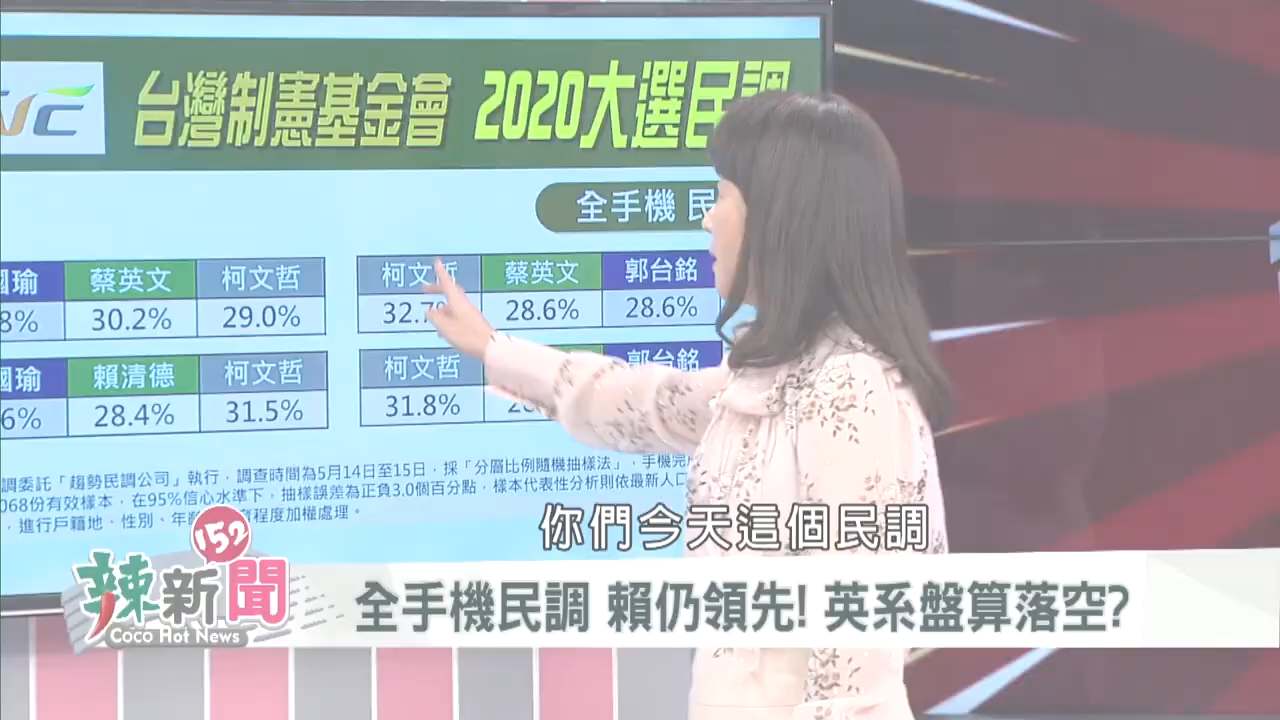 台灣制憲基金會 2020大選民調
全手機 民
國瑜 蔡英文 柯文哲 柯文哲 蔡英文 郭台銘
8% 30.2% 29.0% 32.7% 28.6% 28.6%
國瑜 賴清德 柯文哲 柯文哲 郭台銘
6% 28.4% 31.5% 31.8%
調委託「趨勢民調公司」執行，調查時間為5月14日至15日，採「分層比例隨機抽樣法」，手機完
068份有效樣本，在95%信心水準下，抽樣誤差為正負3.0個百分點，樣本代表性分析則依最新人口
，進行戶籍地、性別、年 程度加權處理。
你們今天這個民調
152
辣新聞
Coco Hot News
全手機民調 賴仍領先! 英系盤算落空?